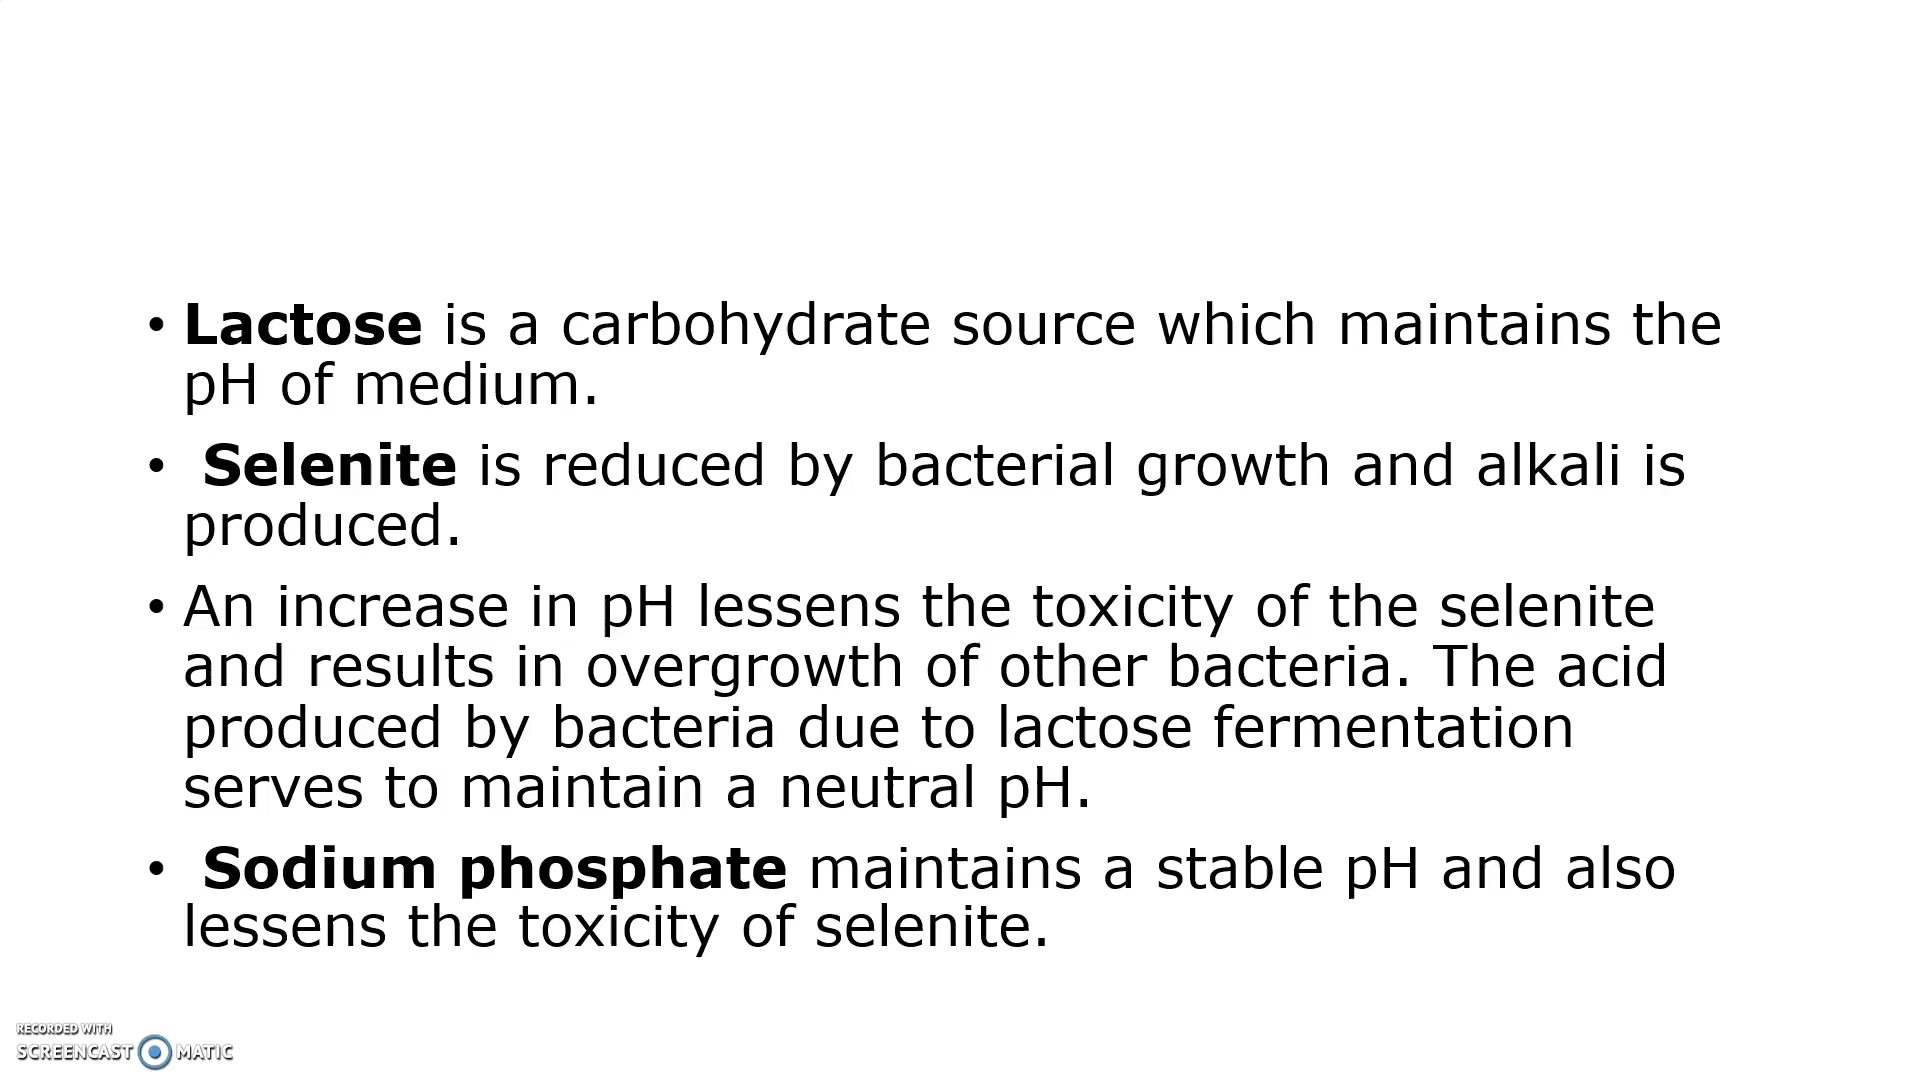 • Lactose is a carbohydrate source which maintains the
pH of medium.
• Selenite is reduced by bacterial growth and alkali is
produced.
• An increase in pH lessens the toxicity of the selenite
and results in overgrowth of other bacteria. The acid
produced by bacteria due to lactose fermentation
serves to maintain a neutral pH.
• Sodium phosphate maintains a stable pH and also
lessens the toxicity of selenite.
RECORDED WITH
SCREENCAST MATIC